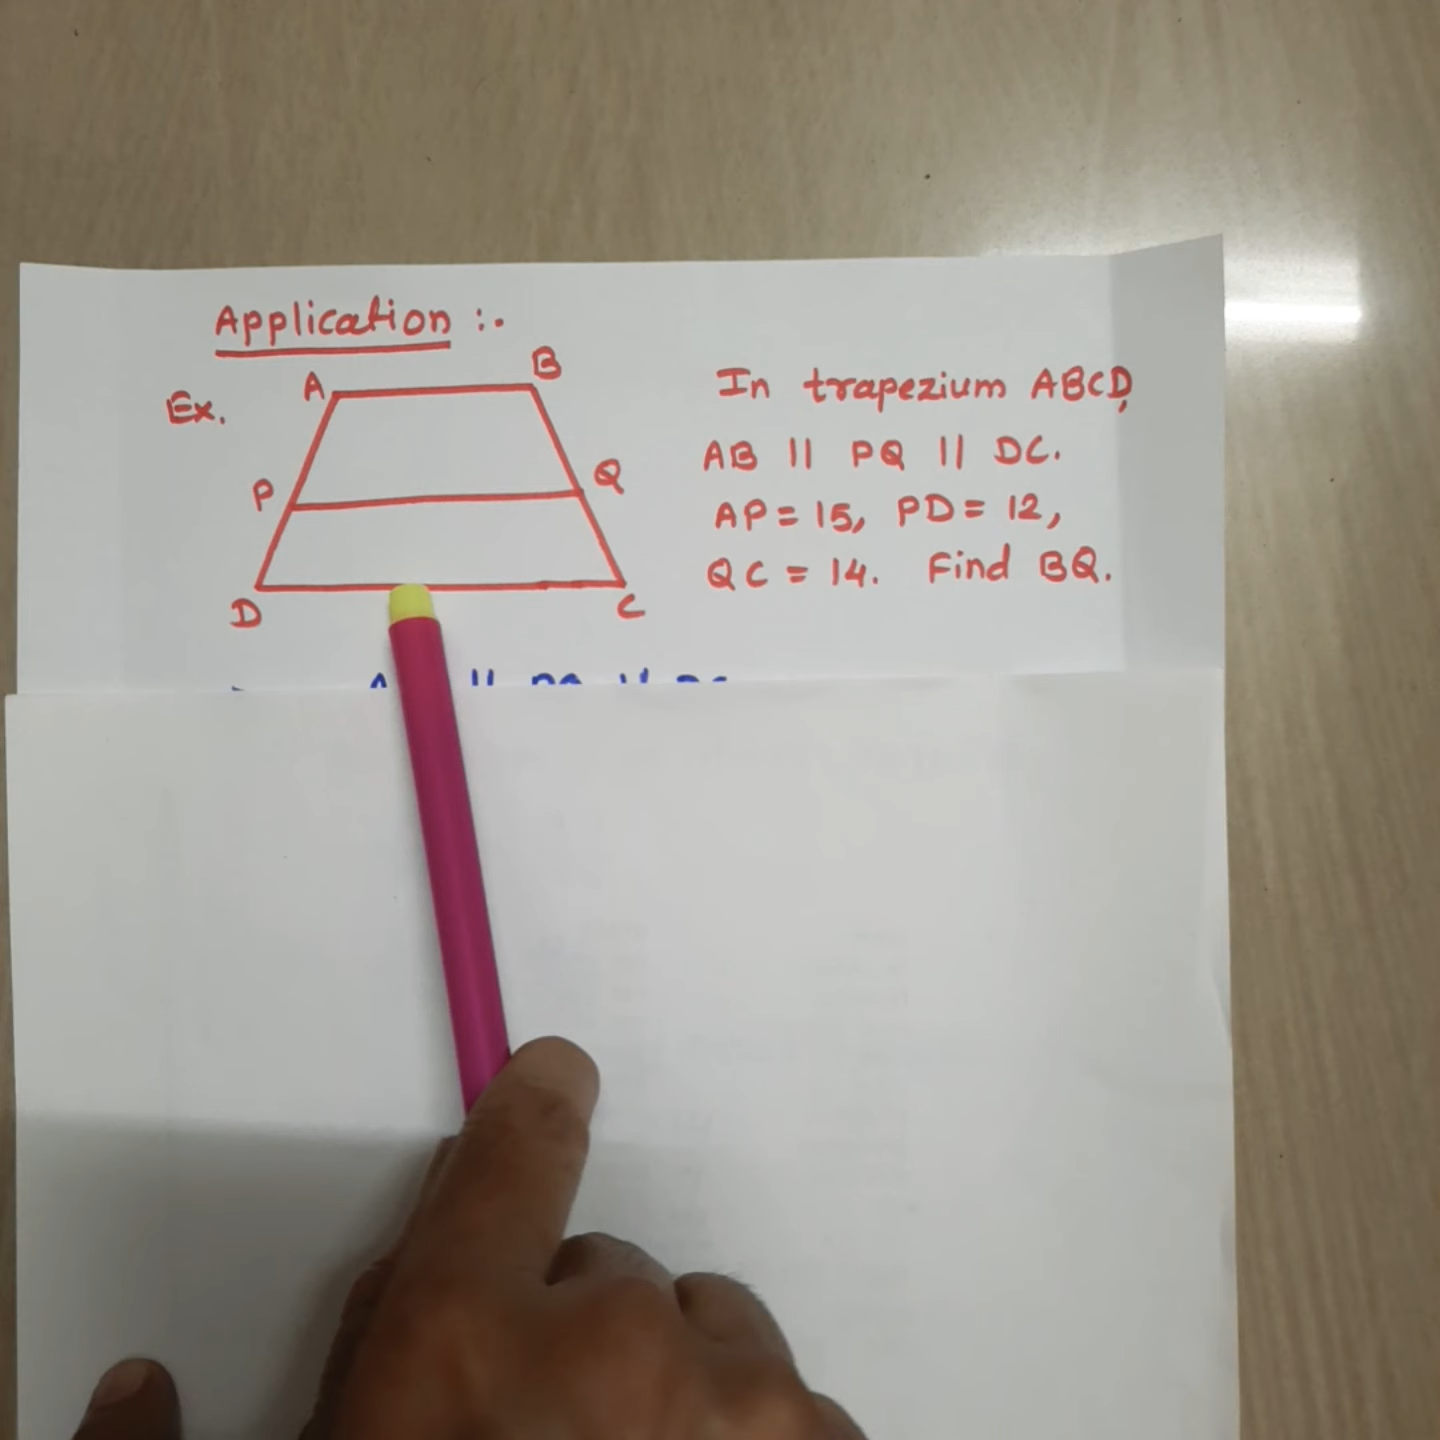 Application :.
Ex.
A
B
P
Q
D
C
In trapezium ABCD,
AB || PQ || DC.
AP = 15, PD = 12,
QC = 14. Find BQ.